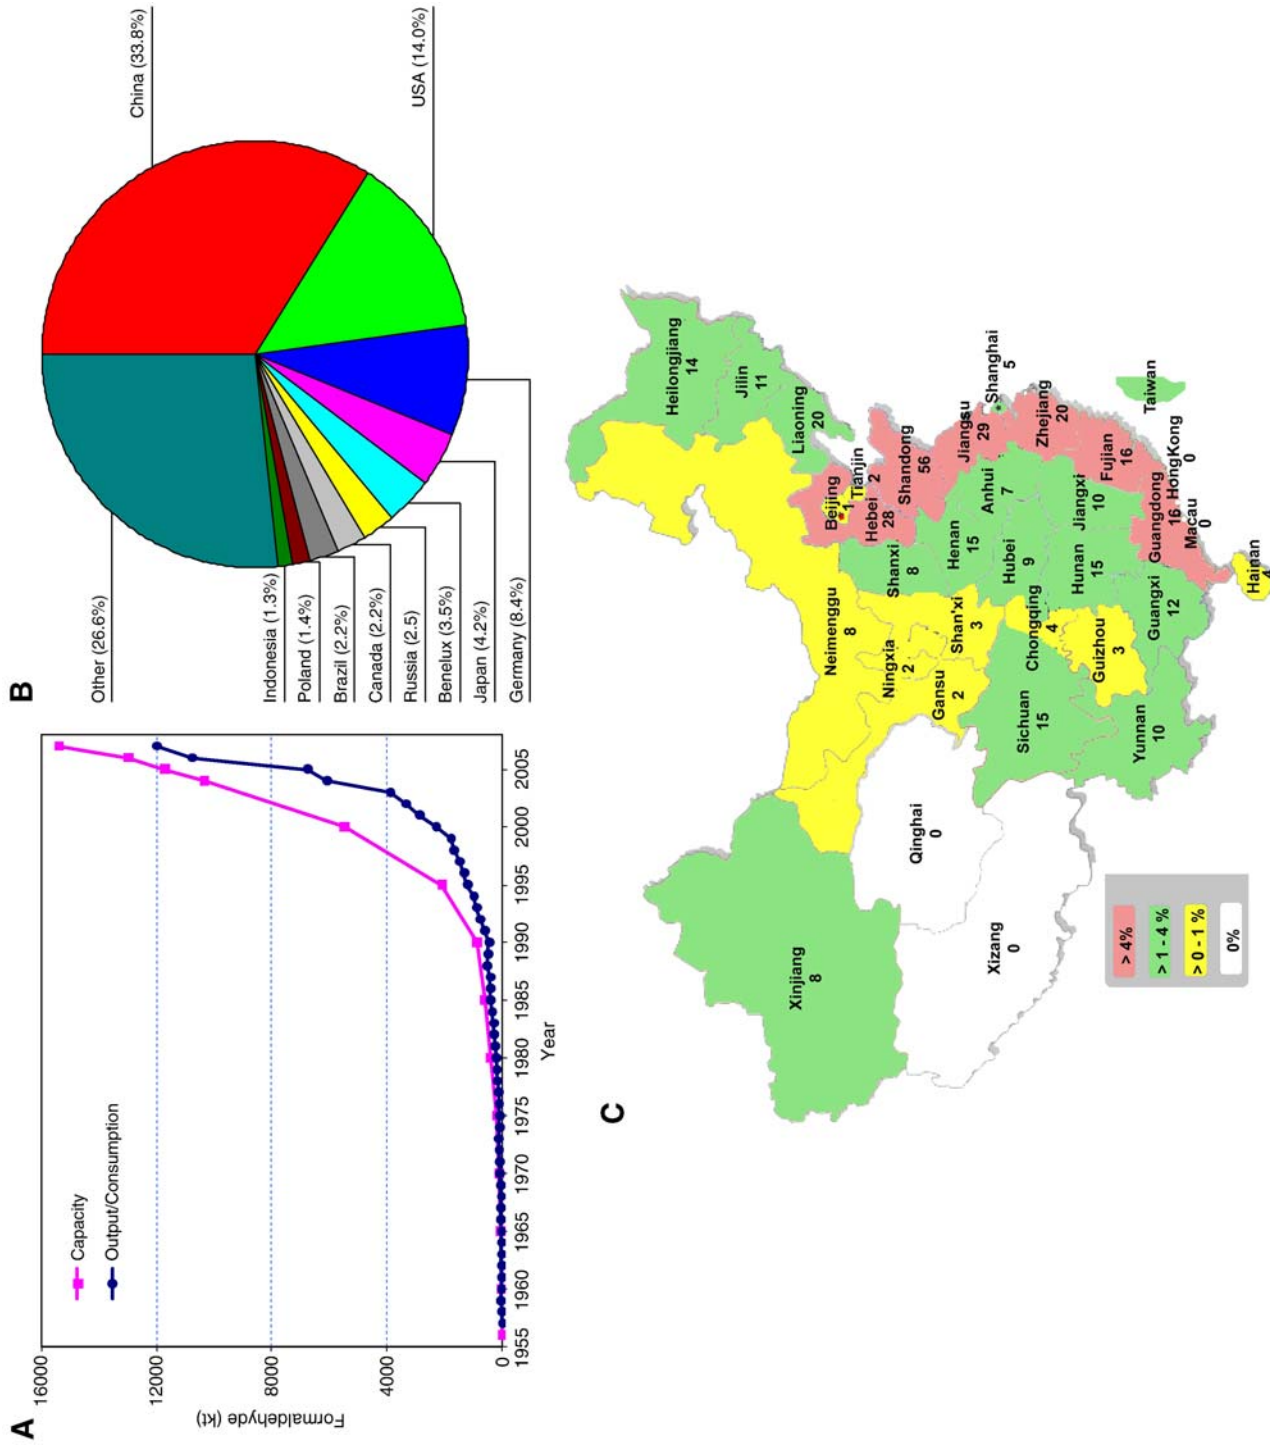 A
Formaldehyde (kt)
16000
12000
8000
4000
0
Capacity
Output/Consumption
1955
1960
1965
1970
1975
1980
1985
1990
1995
2000
2005
Year
B
Other (26.6%)
Indonesia (1.3%)
Poland (1.4%)
Brazil (2.2%)
Canada (2.2%)
Russia (2.5)
Benelux (3.5%)
Japan (4.2%)
Germany (8.4%)
China (33.8%)
USA (14.0%)
C
Heilongjiang
14
Jilin
11
Liaoning
20
Xinjiang
8
Neimenggu
8
Beijing
1
Tianjin
2
Hebei
28
Shanxi
8
Shandong
56
Ningxia
2
Qinghai
0
Gansu
2
Shan'xi
3
Henan
15
Jiangsu
29
Shanghai
5
Anhui
7
Xizang
0
Sichuan
15
Chongqing
4
Hubei
9
Zhejiang
20
Guizhou
3
Hunan
15
Jiangxi
10
Fujian
16
Yunnan
10
Guangxi
12
Guangdong
16
HongKong
0
Macau
0
Taiwan
Hainan
4
> 4%
> 1 - 4 %
> 0 - 1 %
0%